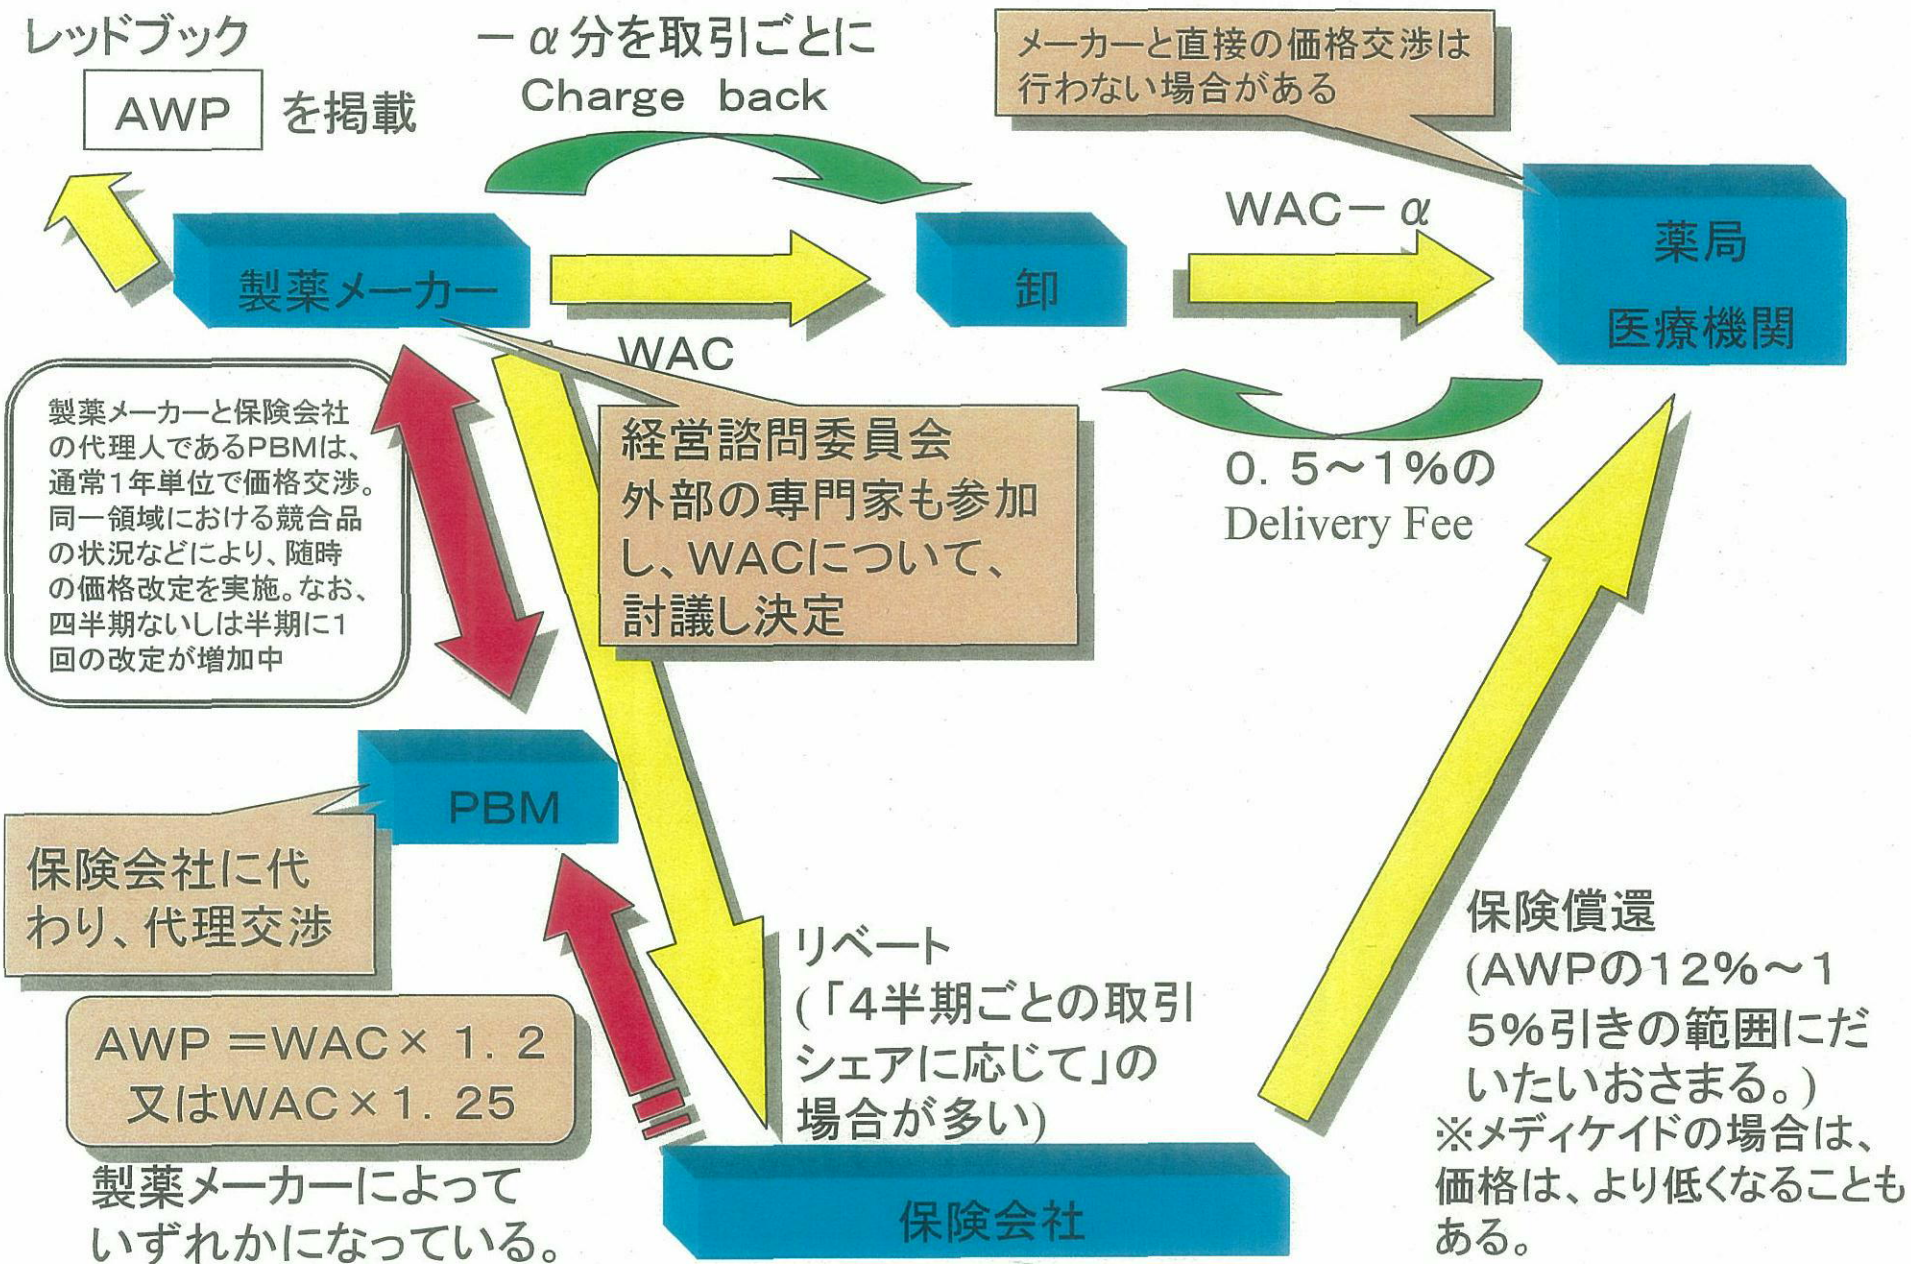 レッドブック
AWP を掲載
－α分を取引ごとに
Charge back
メーカーと直接の価格交渉は
行わない場合がある
製薬メーカー
WAC
卸
WAC－α
薬局
医療機関
製薬メーカーと保険会社
の代理人であるPBMは、
通常1年単位で価格交渉。
同一領域における競合品
の状況などにより、随時
の価格改定を実施。なお、
四半期ないしは半期に1
回の改定が増加中
経営諮問委員会
外部の専門家も参加
し、WACについて、
討議し決定
0．5～1％の
Delivery Fee
PBM
保険会社に代
わり、代理交渉
AWP＝WAC×1．2
又はWAC×1．25
製薬メーカーによって
いずれかになっている。
リベート
(「4半期ごとの取引
シェアに応じて」の
場合が多い)
保険会社
保険償還
(AWPの12％～1
5％引きの範囲にだ
いたいおさまる。)
※メディケイドの場合は、
価格は、より低くなることも
ある。